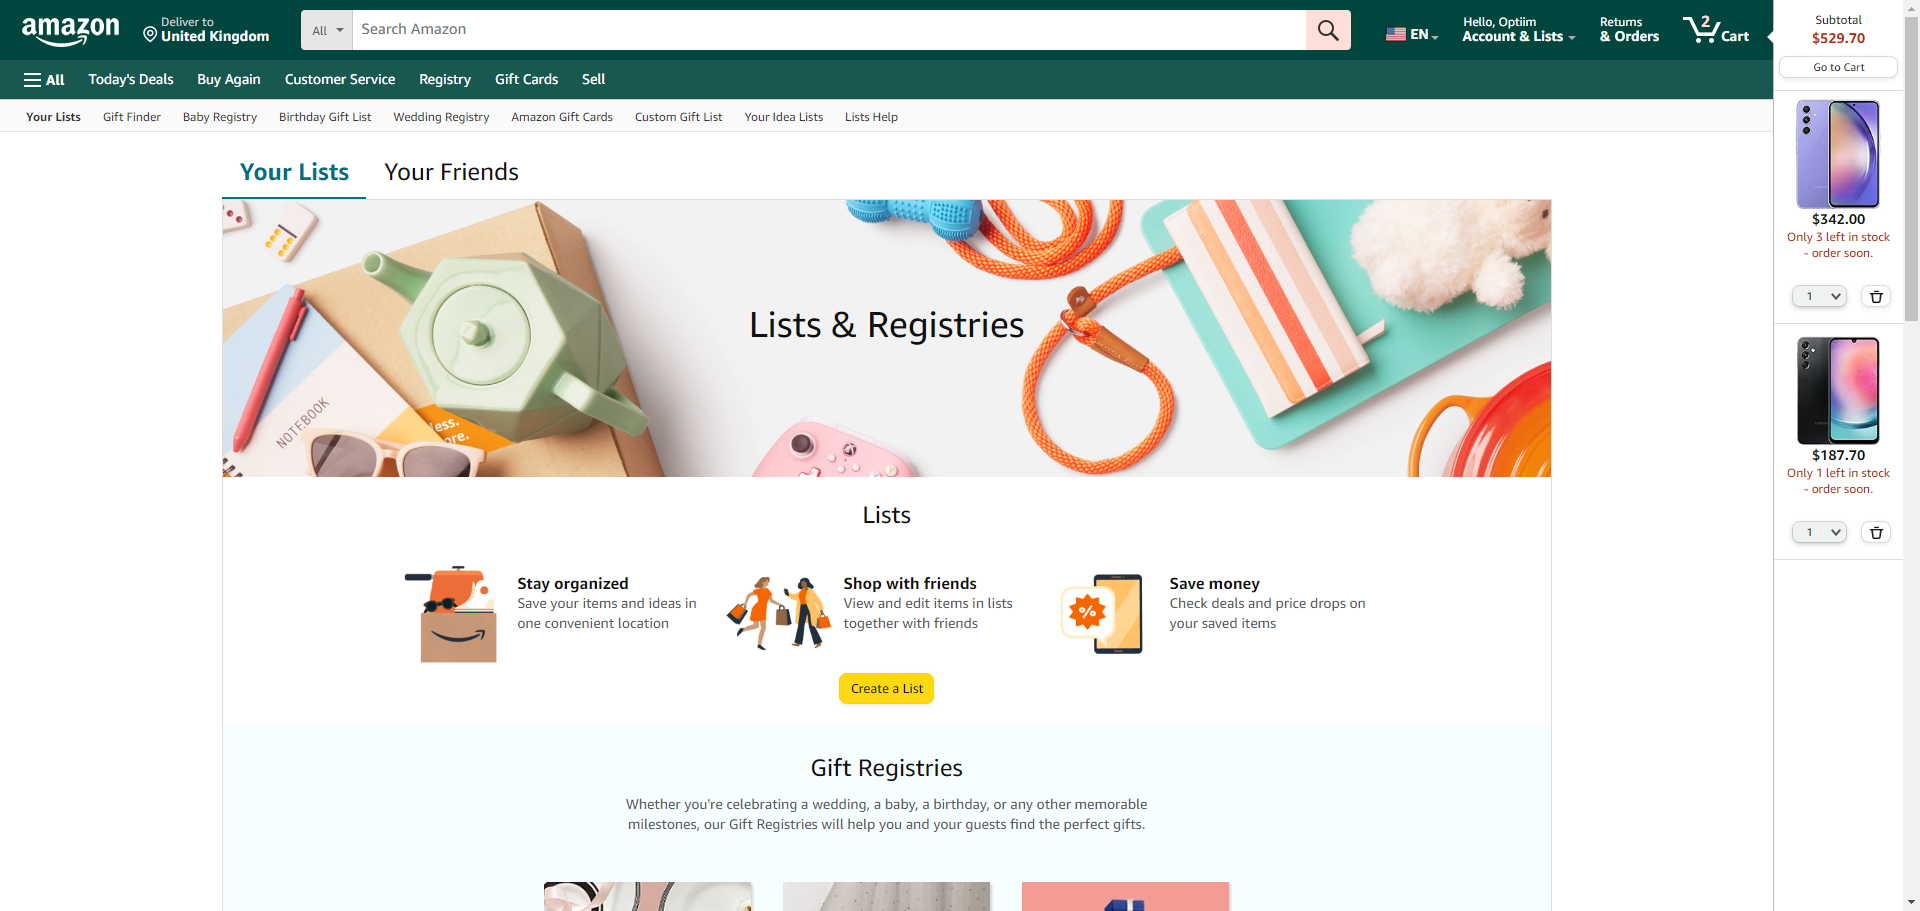 amazon
Deliver to
United Kingdom
All
Search Amazon
EN
Hello, Optiim
Account & Lists
Returns
& Orders
2
Cart
Subtotal
$529.70
Go to Cart
All
Today's Deals
Buy Again
Customer Service
Registry
Gift Cards
Sell
Your Lists
Gift Finder
Baby Registry
Birthday Gift List
Wedding Registry
Amazon Gift Cards
Custom Gift List
Your Idea Lists
Lists Help
Your Lists
Your Friends
Lists & Registries
NOTEBOOK
less.
$342.00
Only 3 left in stock
- order soon.
1
$187.70
Only 1 left in stock
- order soon.
1
Lists
Stay organized
Save your items and ideas in
one convenient location
Shop with friends
View and edit items in lists
together with friends
Save money
%
Check deals and price drops on
your saved items
Create a List
Gift Registries
Whether you're celebrating a wedding, a baby, a birthday, or any other memorable
milestones, our Gift Registries will help you and your guests find the perfect gifts.